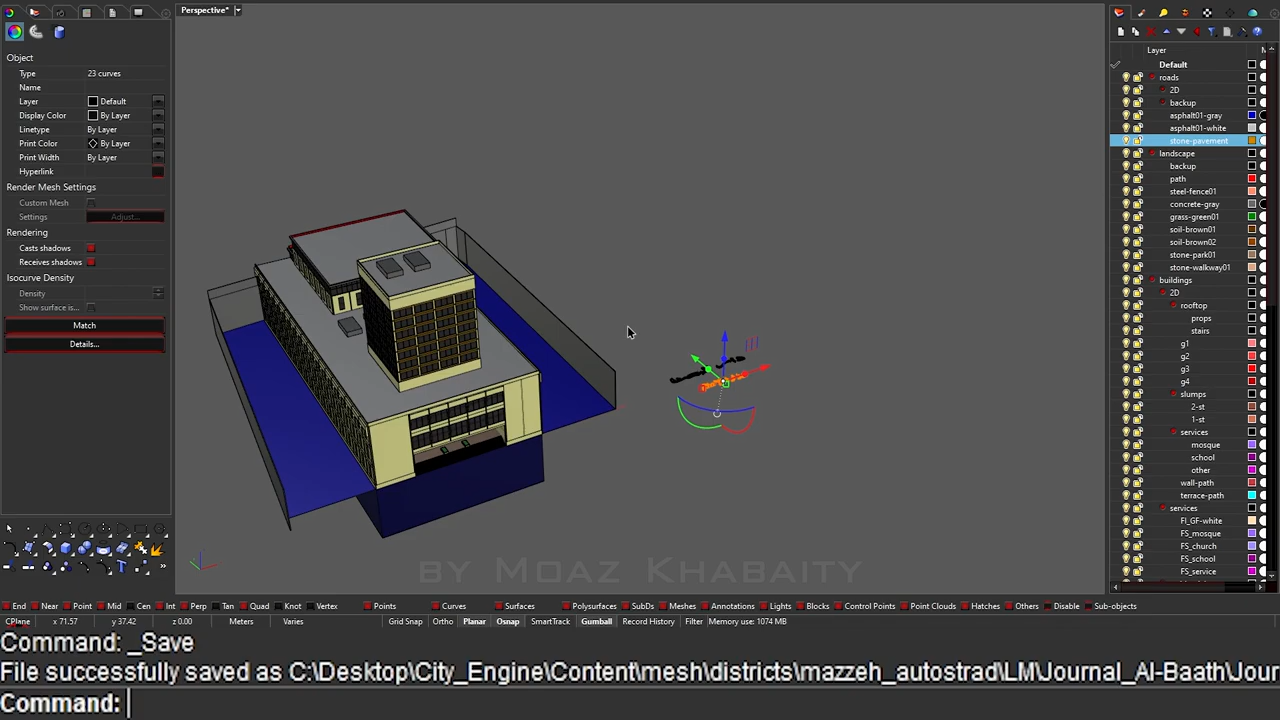 Perspective*
Object
Type 23 curves
Name
Layer Default
Display Color By Layer
Linetype By Layer
Print Color By Layer
Print Width By Layer
Hyperlink
Render Mesh Settings
Custom Mesh
Settings Adjust...
Rendering
Casts shadows
Receives shadows
Isocurve Density
Density
Show surface is...
Match
Details...
Layer
Default
roads
2D
backup
asphalt01-gray
asphalt01-white
stone-pavement
landscape
backup
path
steel-fence01
concrete-gray
grass-green01
soil-brown01
soil-brown02
stone-park01
stone-walkway01
buildings
2D
rooftop
props
stairs
g1
g2
g3
g4
slumps
2-st
1-st
services
mosque
school
other
wall-path
terrace-path
services
FI_GF-white
FS_mosque
FS_church
FS_school
FS_service
BY MOAZ KHABAITY
End Near Point Mid Cen Int Perp Tan Quad Knot Vertex Points Curves Surfaces Polysurfaces SubDs Meshes Annotations Lights Blocks Control Points Point Clouds Hatches Others Disable Sub-objects
CPlane x 71.57 y 37.42 Meters Varies Grid Snap Ortho Planar Osnap SmartTrack Gumball Record History Filter Memory use: 1074 MB
Command: _Save
File successfully saved as C:\Desktop\City_Engine\Content\mesh\districts\mazzeh_autostrad\LM\Journal_Al-Baath\Jour
Command: